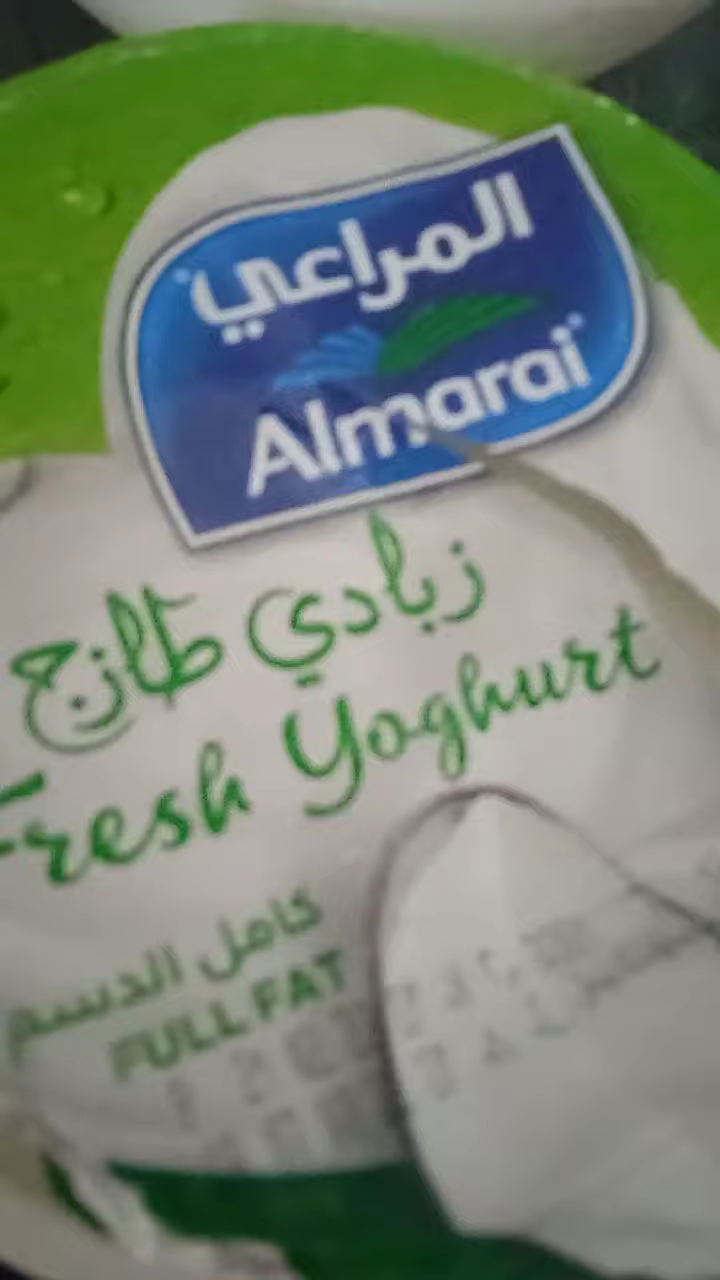 المراعي
Almarai
زبادي طازج
Fresh Yoghurt
كامل الدسم
FULL FAT